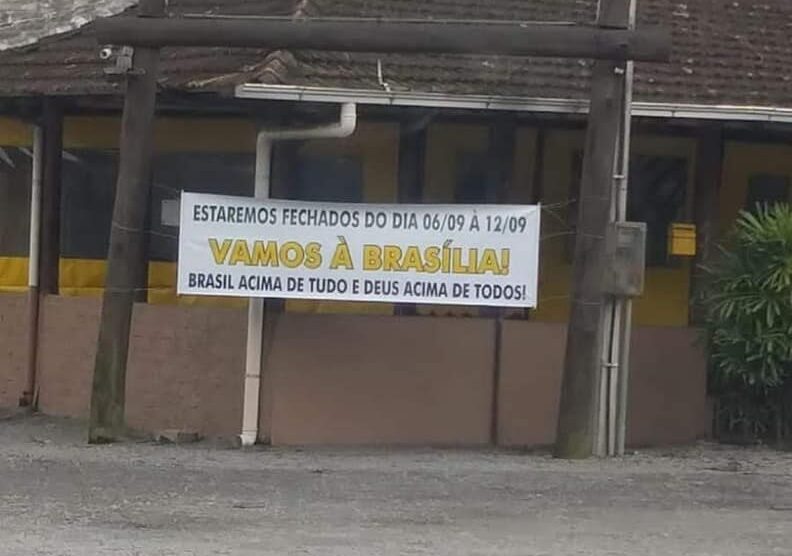 ESTAREMOS FECHADOS DO DIA 06/09 À 12/09
VAMOS À BRASÍLIA!
BRASIL ACIMA DE TUDO E DEUS ACIMA DE TODOS!